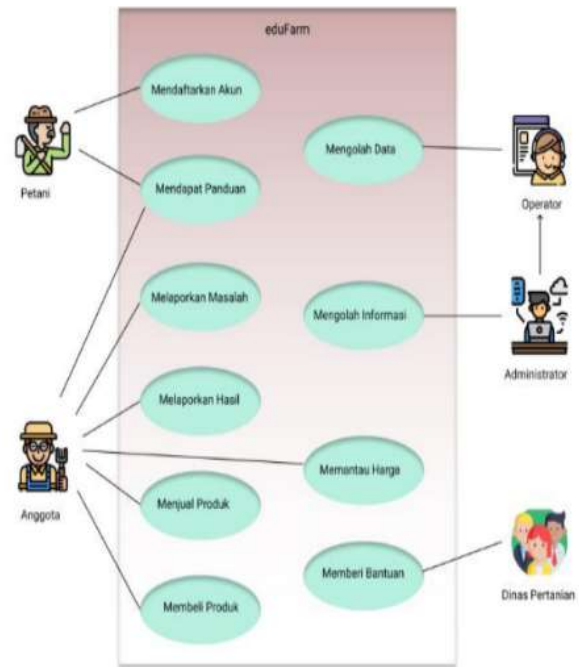 eduFarm
Mendaftarkan Akun
Mengolah Data
Petani
Mendapat Panduan
Operator
Melaporkan Masalah
Mengolah Informasi
Administrator
Melaporkan Hasil
Memantau Harga
Anggota
Menjual Produk
Memberi Bantuan
Dinas Pertanian
Membeli Produk